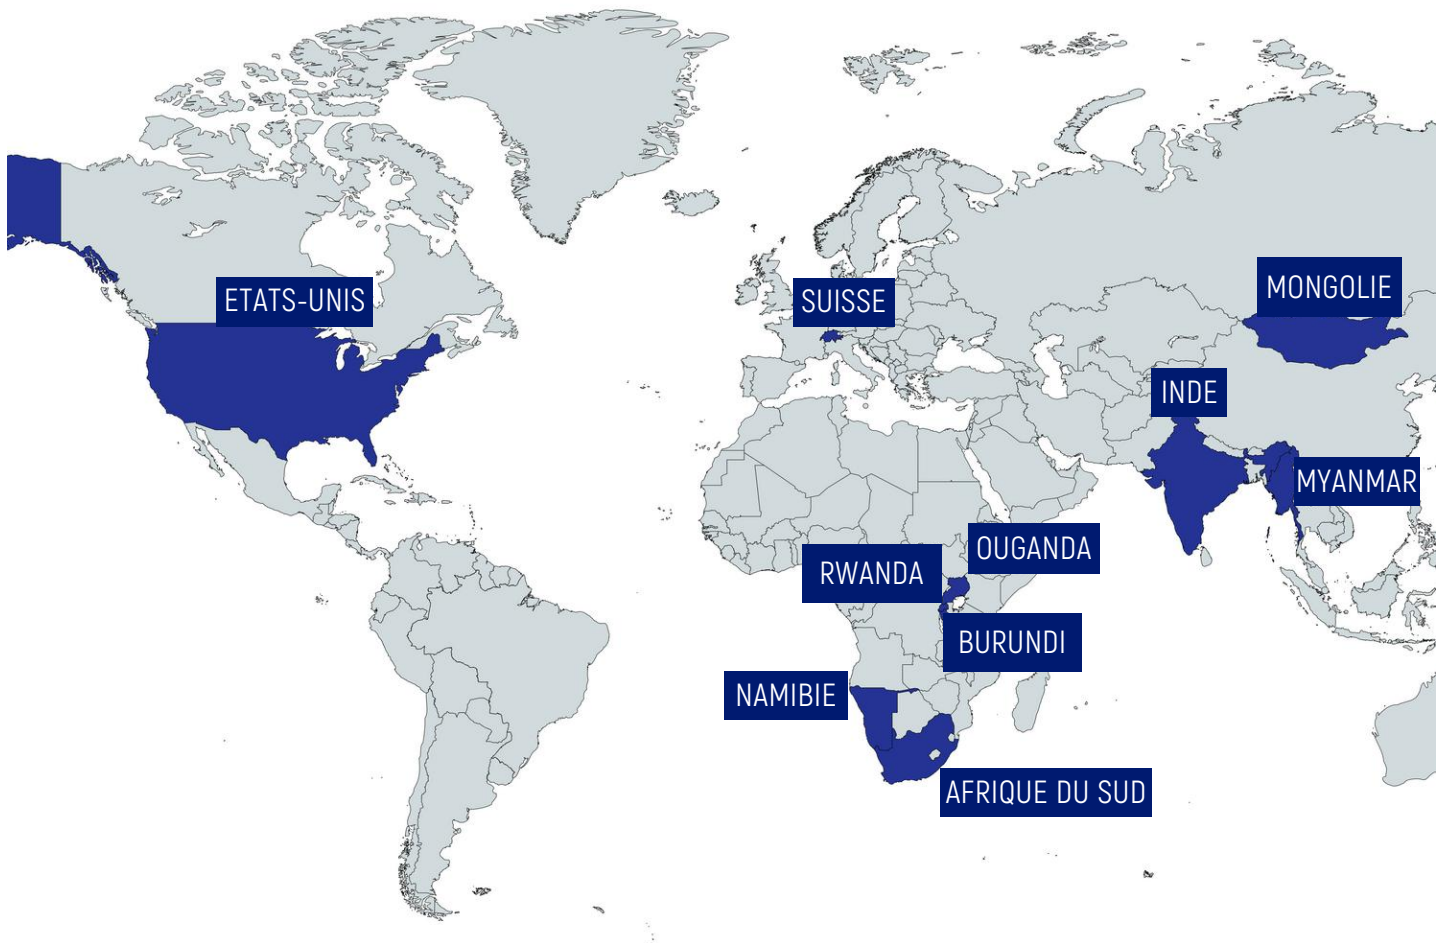 ETATS-UNIS
SUISSE
MONGOLIE
INDE
MYANMAR
OUGANDA
RWANDA
BURUNDI
NAMIBIE
AFRIQUE DU SUD